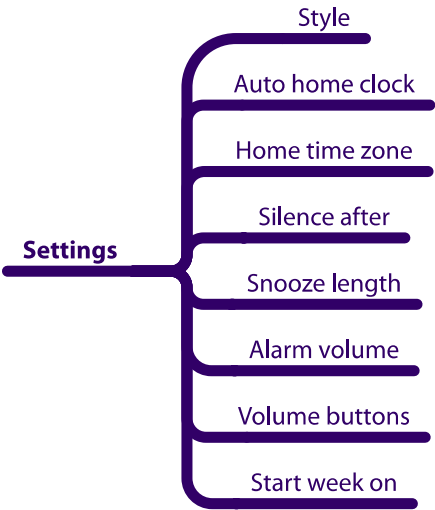 Style
Auto home clock
Home time zone
Silence after
Settings
Snooze length
Alarm volume
Volume buttons
Start week on